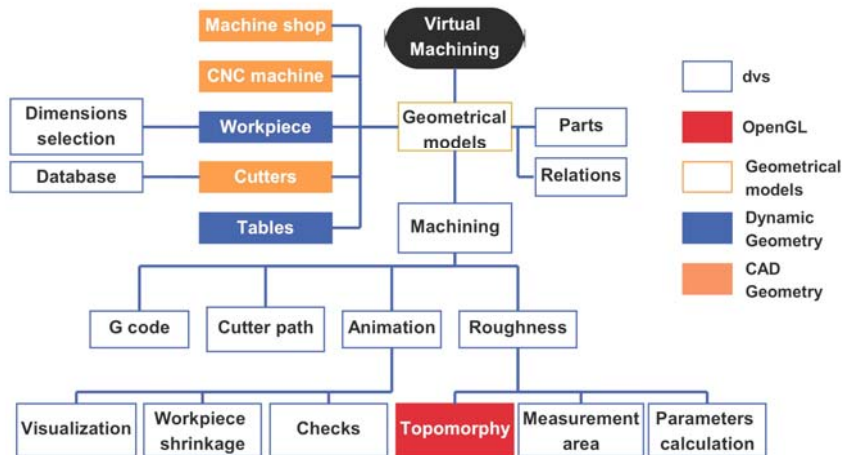 Machine shop
Virtual
Machining
CNC machine
dvs
Dimensions
selection
Workpiece
Geometrical
models
Parts
OpenGL
Database
Cutters
Relations
Geometrical
models
Tables
Machining
Dynamic
Geometry
CAD
Geometry
G code
Cutter path
Animation
Roughness
Visualization
Workpiece
shrinkage
Checks
Topomorphy
Measurement
area
Parameters
calculation